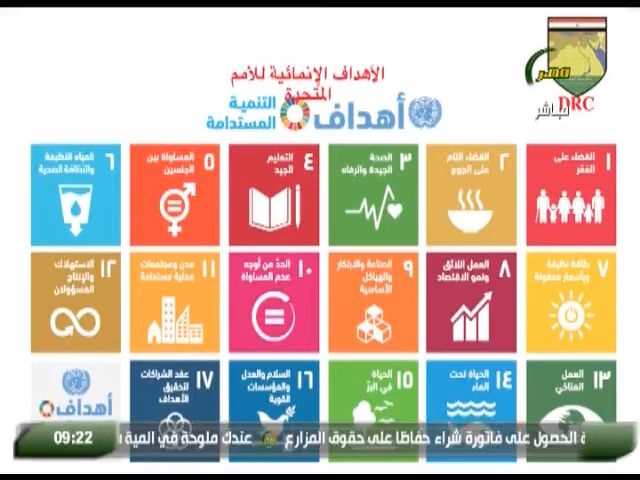 الأهداف الإنمائية للأمم
المتحدة
أهداف
التنمية
المستدامة
مصر
مباشر
DRC
١
القضاء على
الفقر
٢
القضاء التام
على الجوع
٣
الصحة
الجيدة والرفاه
٤
التعليم
الجيد
٥
المساواة بين
الجنسين
٦
المياه النظيفة
والنظافة الصحية
٧
طاقة نظيفة
وبأسعار معقولة
٨
العمل اللائق
ونمو الاقتصاد
٩
الصناعة والابتكار
والهياكل
الأساسية
١٠
الحدّ من أوجه
عدم المساواة
١١
مدن ومجتمعات
محلية مستدامة
١٢
الاستهلاك
والإنتاج
المسؤولان
١٣
العمل
المناخي
١٤
الحياة تحت
الماء
١٥
الحياة
في البرّ
١٦
السلام والعدل
والمؤسسات
القوية
١٧
عقد الشراكات
لتحقيق
الأهداف
أهداف
ة الحصول على فاتورة شراء حفاظا على حقوق المزارع عندك ملوحة في المية
09:22